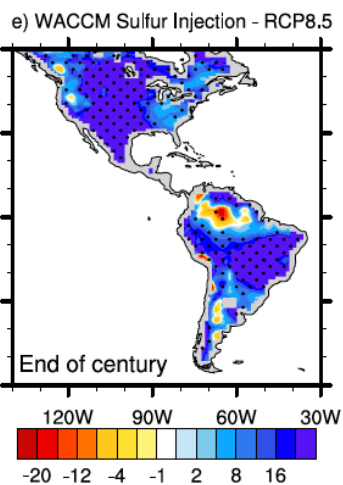 e) WACCM Sulfur Injection - RCP8.5
End of century
120W 90W 60W 30W
-20 -12 -4 -1 2 8 16